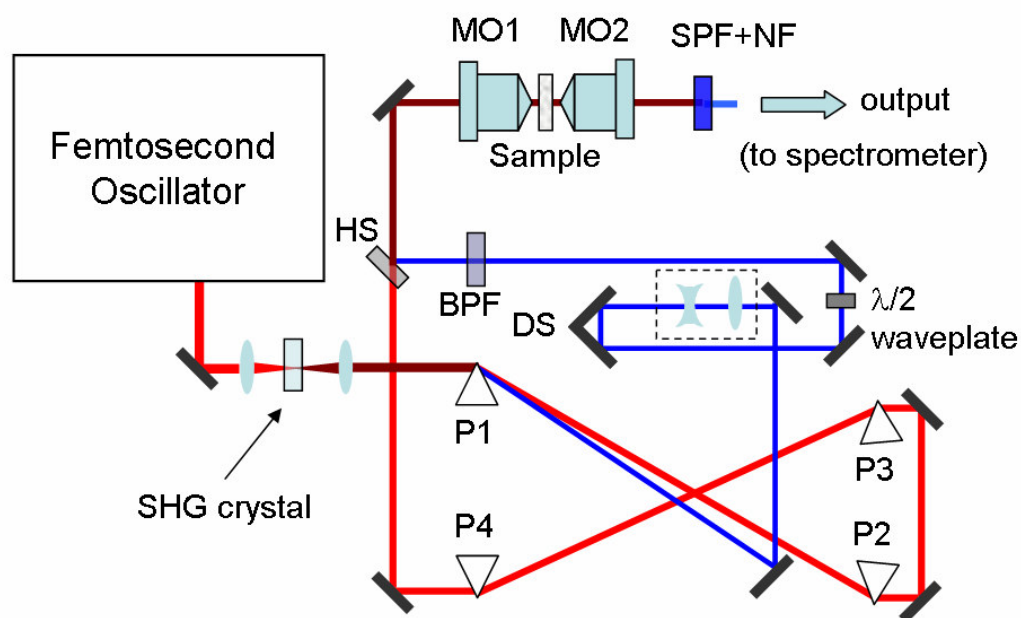 MO1
MO2
SPF+NF
Femtosecond
Oscillator
output
Sample
(to spectrometer)
HS
BPF
DS
λ/2
waveplate
P1
P3
SHG crystal
P4
P2